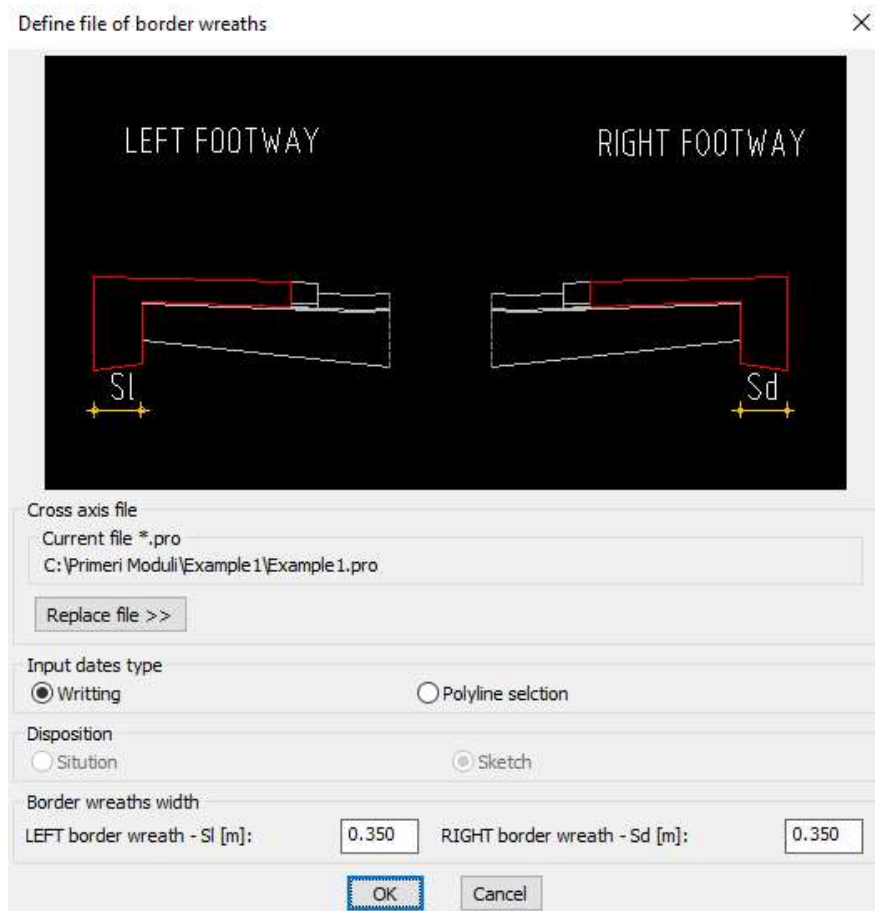 Define file of border wreaths
LEFT FOOTWAY
RIGHT FOOTWAY
Sl
Sd
Cross axis file
Current file *.pro
C:\Primeri Moduli\Example1\Example1.pro
Replace file >>
Input dates type
Writting
Polyline selction
Disposition
Sitution
Sketch
Border wreaths width
LEFT border wreath - Sl [m]: 0.350 RIGHT border wreath - Sd [m]: 0.350
OK Cancel